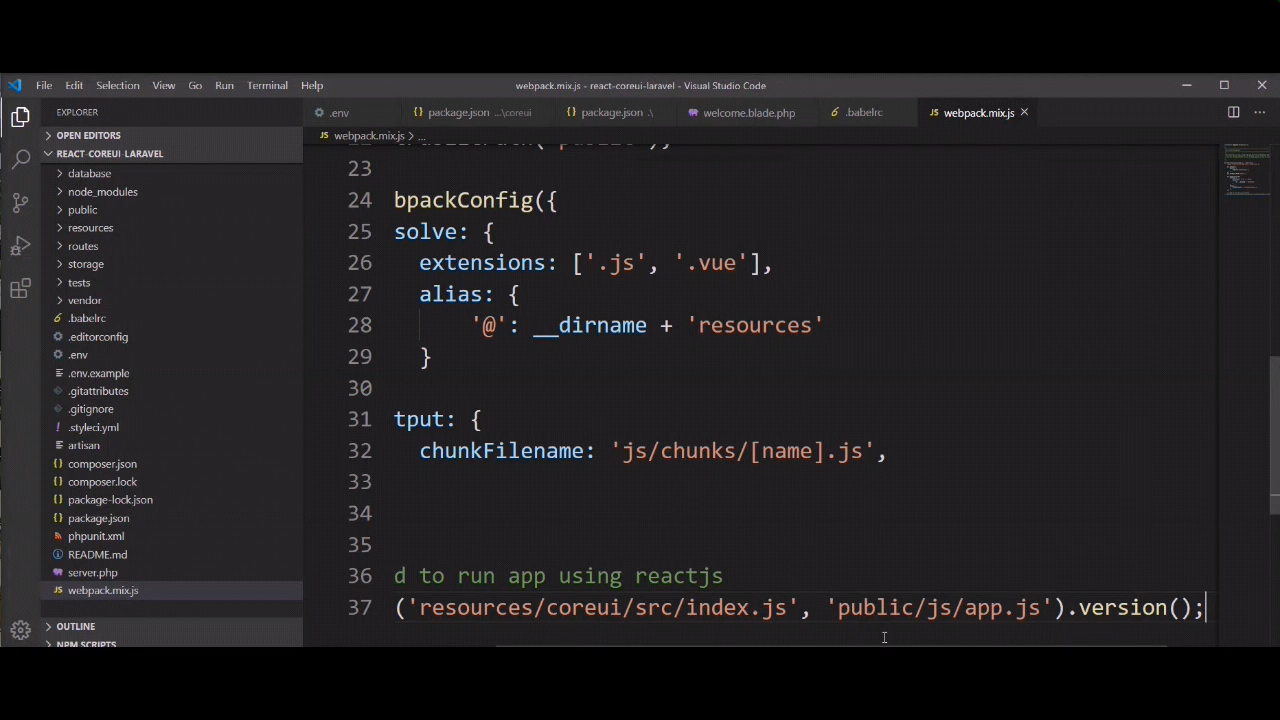 File Edit Selection View Go Run Terminal Help
webpack.mix.js - react-coreui-laravel - Visual Studio Code
EXPLORER
OPEN EDITORS
REACT-COREUI-LARAVEL
database
node_modules
public
resources
routes
storage
tests
vendor
.babelrc
.editorconfig
.env
.env.example
.gitattributes
.gitignore
.styleci.yml
artisan
composer.json
composer.lock
package-lock.json
package.json
phpunit.xml
README.md
server.php
webpack.mix.js
OUTLINE
NPM SCRIPTS
.env
package.json ...\coreui
package.json .\
welcome.blade.php
.babelrc
webpack.mix.js
webpack.mix.js > ...
23
24 bpackConfig({
25 solve: {
26 extensions: ['.js', '.vue'],
27 alias: {
28 '@': __dirname + 'resources'
29 }
30
31 tput: {
32 chunkFilename: 'js/chunks/[name].js',
33
34
35
36 d to run app using reactjs
37 ('resources/coreui/src/index.js', 'public/js/app.js').version();